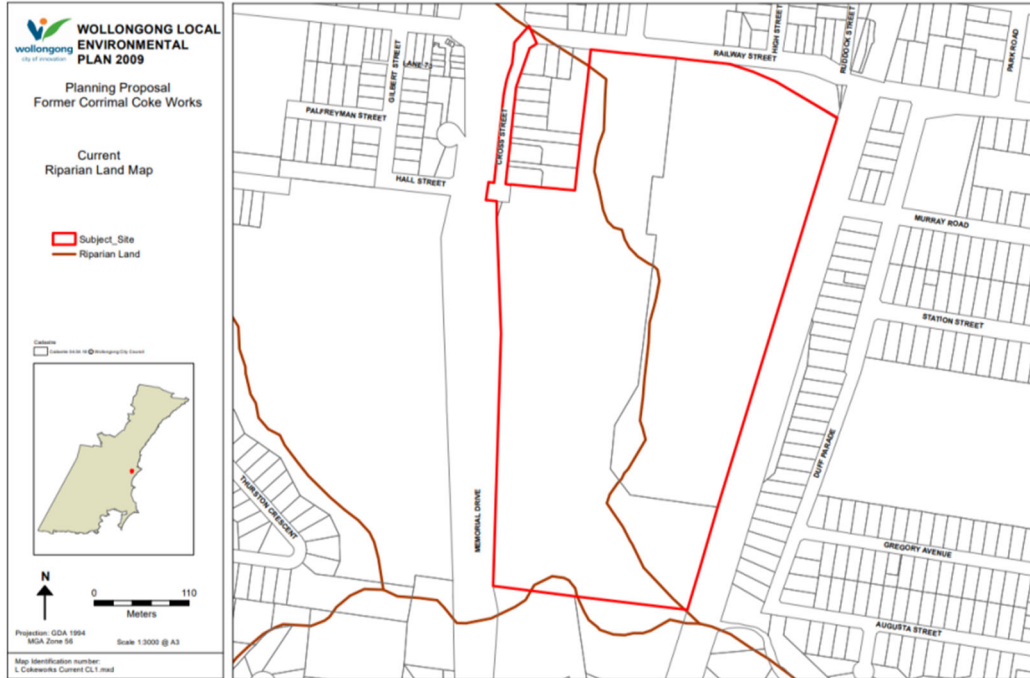 WOLLONGONG LOCAL
ENVIRONMENTAL
PLAN 2009
wollongong
city of innovation
Planning Proposal
Former Corrimal Coke Works
Current
Riparian Land Map
Subject_Site
Riparian Land
Cadastre
N
0 110
Meters
Projection: GDA 1994
MGA Zone 56
Scale 1:3000 @ A3
Map Identification number:
L Cokeworks Current CL1.mxd
GILBERT STREET
PALFREYMAN STREET
HALL STREET
CROSS STREET
RAILWAY STREET
HIGH STREET
RUDDOCK STREET
PARK ROAD
MURRAY ROAD
STATION STREET
DUFF PARADE
GREGORY AVENUE
AUGUSTA STREET
MEMORIAL DRIVE
THURSTON CRESCENT